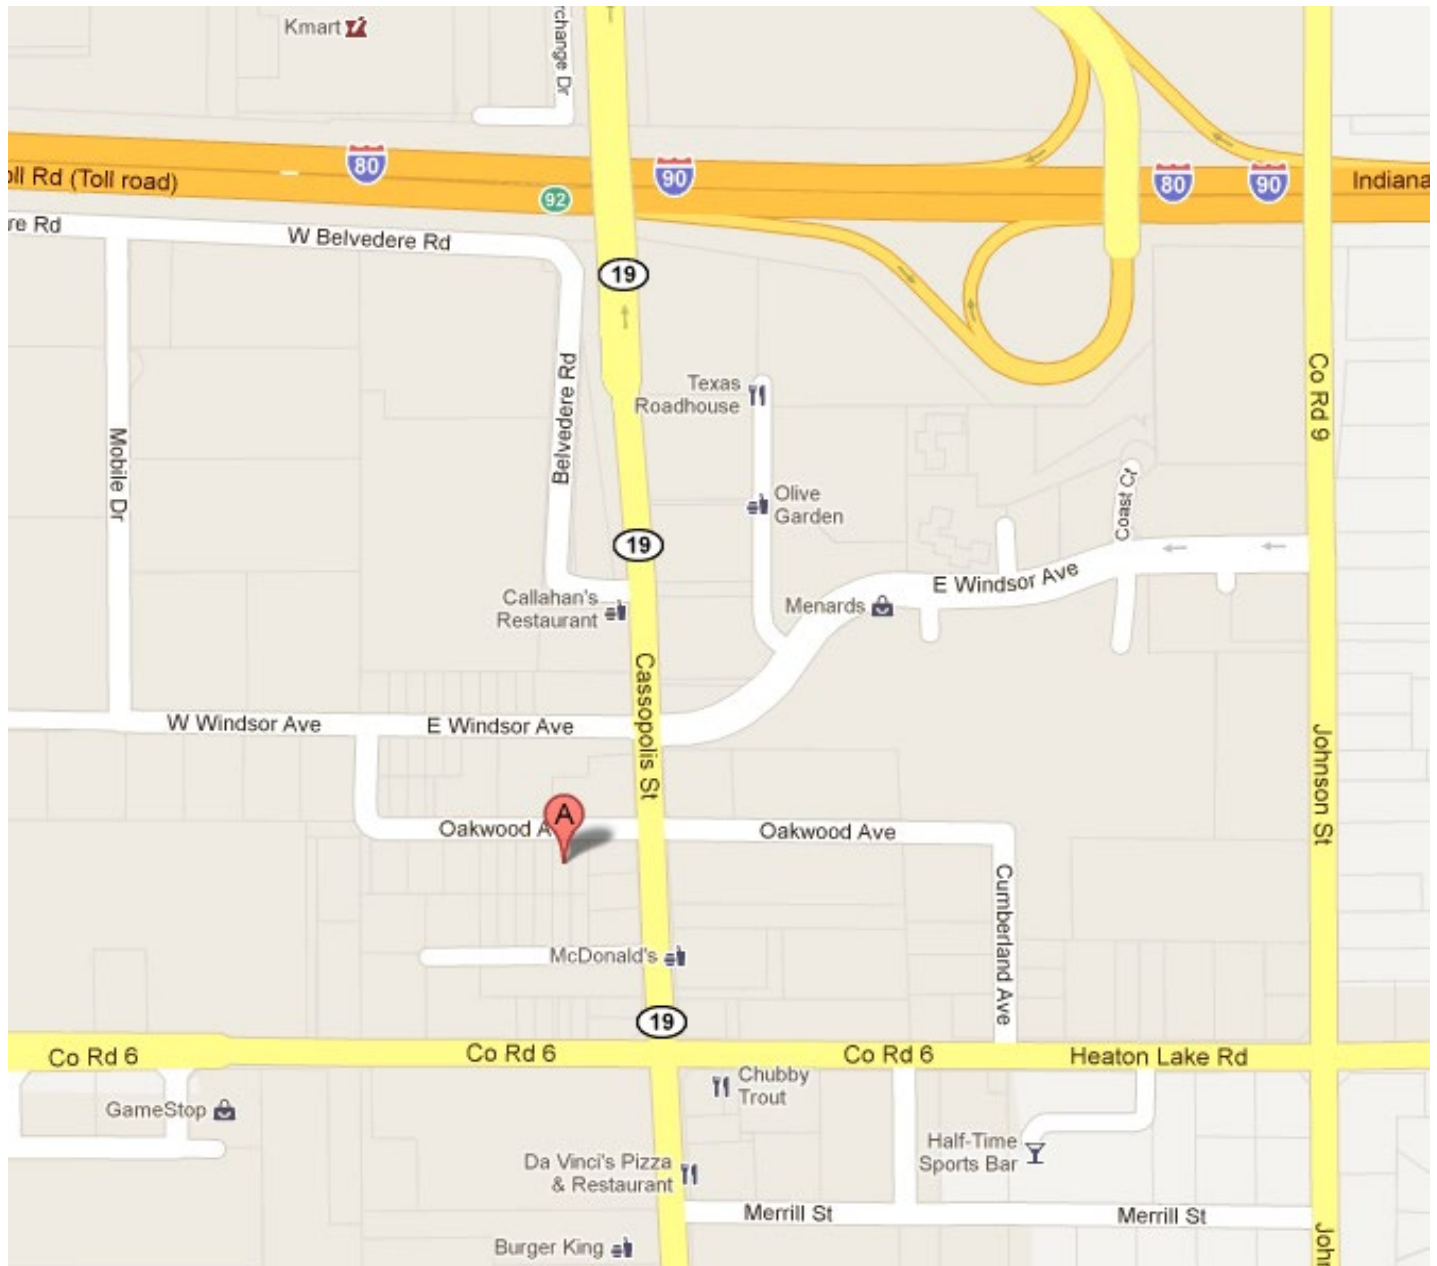 Kmart
rchange Dr
80
90
80
90
oll Rd (Toll road)
Indiana
92
re Rd
W Belvedere Rd
19
Texas
Roadhouse
Belvedere Rd
Co Rd 9
Mobile Dr
Olive
Garden
Coast Ct
19
E Windsor Ave
Callahan's
Restaurant
Menards
Cassopolis St
W Windsor Ave
E Windsor Ave
Johnson St
A
Oakwood A
Oakwood Ave
Cumberland Ave
McDonald's
19
Co Rd 6
Co Rd 6
Co Rd 6
Heaton Lake Rd
Chubby
Trout
GameStop
Half-Time
Sports Bar
Da Vinci's Pizza
& Restaurant
Merrill St
Merrill St
Burger King
John